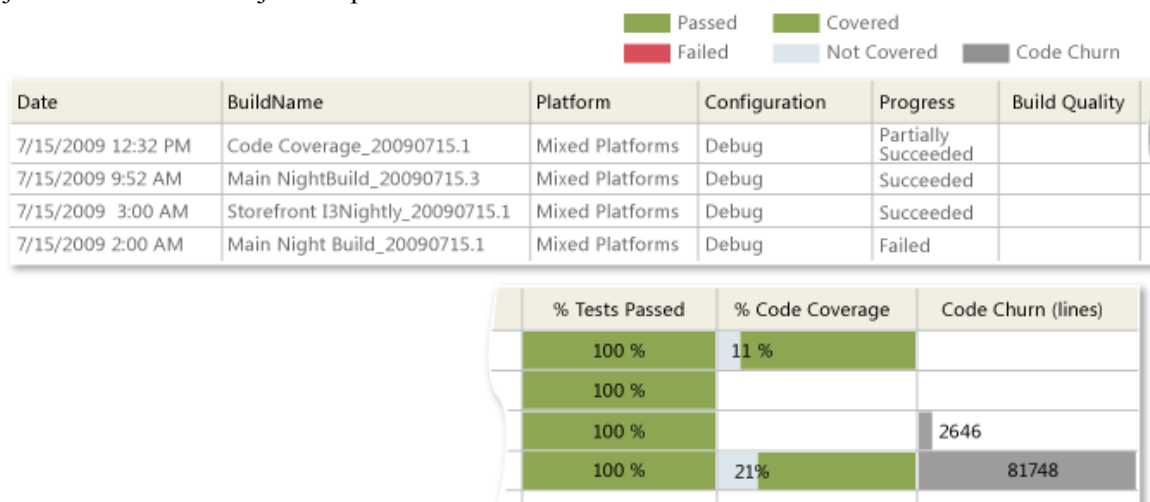 Passed Covered
Failed Not Covered Code Churn
Date BuildName Platform Configuration Progress Build Quality
7/15/2009 12:32 PM Code Coverage_20090715.1 Mixed Platforms Debug Partially Succeeded
7/15/2009 9:52 AM Main NightBuild_20090715.3 Mixed Platforms Debug Succeeded
7/15/2009 3:00 AM Storefront I3Nightly_20090715.1 Mixed Platforms Debug Succeeded
7/15/2009 2:00 AM Main Night Build_20090715.1 Mixed Platforms Debug Failed
% Tests Passed % Code Coverage Code Churn (lines)
100 % 11 %
100 %
100 % 2646
100 % 21% 81748